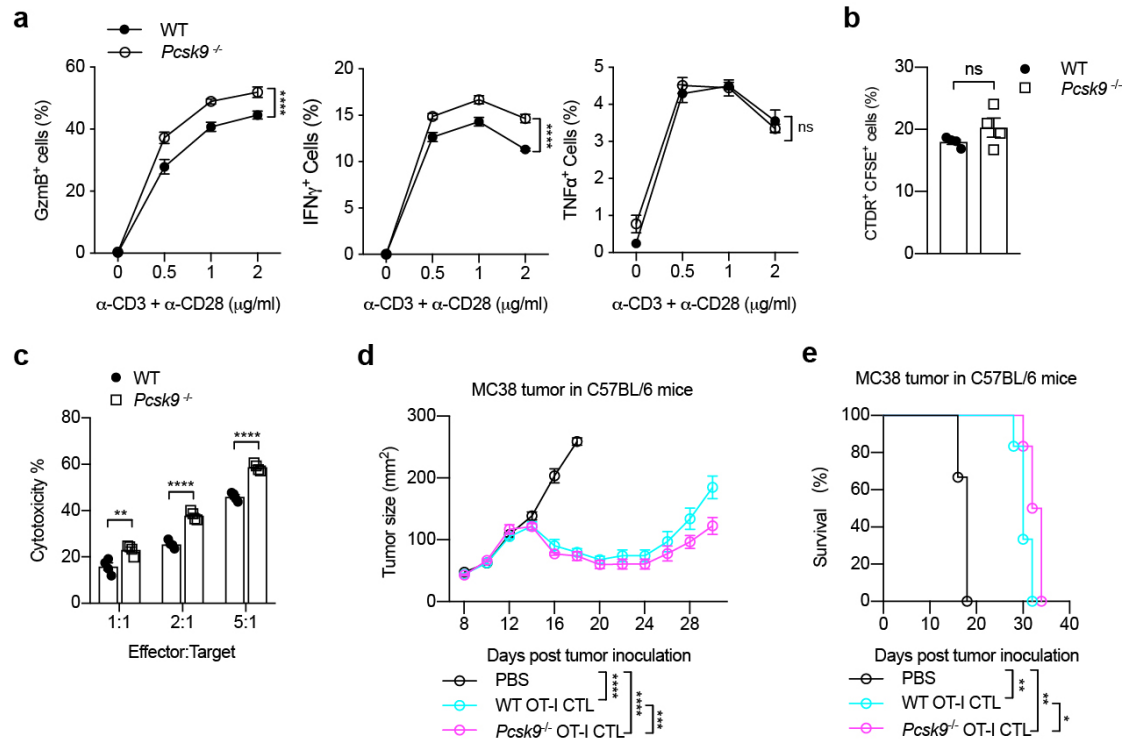 a
WT
Pcsk9 -/-
GzmB+ cells (%)
60
40
20
0
0 0.5 1 2
α-CD3 + α-CD28 (μg/ml)
****
IFNγ+ Cells (%)
20
15
10
5
0
0 0.5 1 2
α-CD3 + α-CD28 (μg/ml)
****
TNFα+ Cells (%)
5
4
3
2
1
0
0 0.5 1 2
α-CD3 + α-CD28 (μg/ml)
ns
b
CTDR+ CFSE+ cells (%)
30
20
10
0
ns
WT
Pcsk9 -/-
c
WT
Pcsk9 -/-
Cytotoxicity %
80
60
40
20
0
**
****
****
1:1 2:1 5:1
Effector:Target
d
MC38 tumor in C57BL/6 mice
Tumor size (mm2)
300
200
100
0
8 12 16 20 24 28
Days post tumor inoculation
PBS
WT OT-I CTL
Pcsk9-/- OT-I CTL
****
****
***
e
MC38 tumor in C57BL/6 mice
Survival (%)
100
80
60
40
20
0
0 10 20 30 40
Days post tumor inoculation
PBS
WT OT-I CTL
Pcsk9-/- OT-I CTL
**
**
*